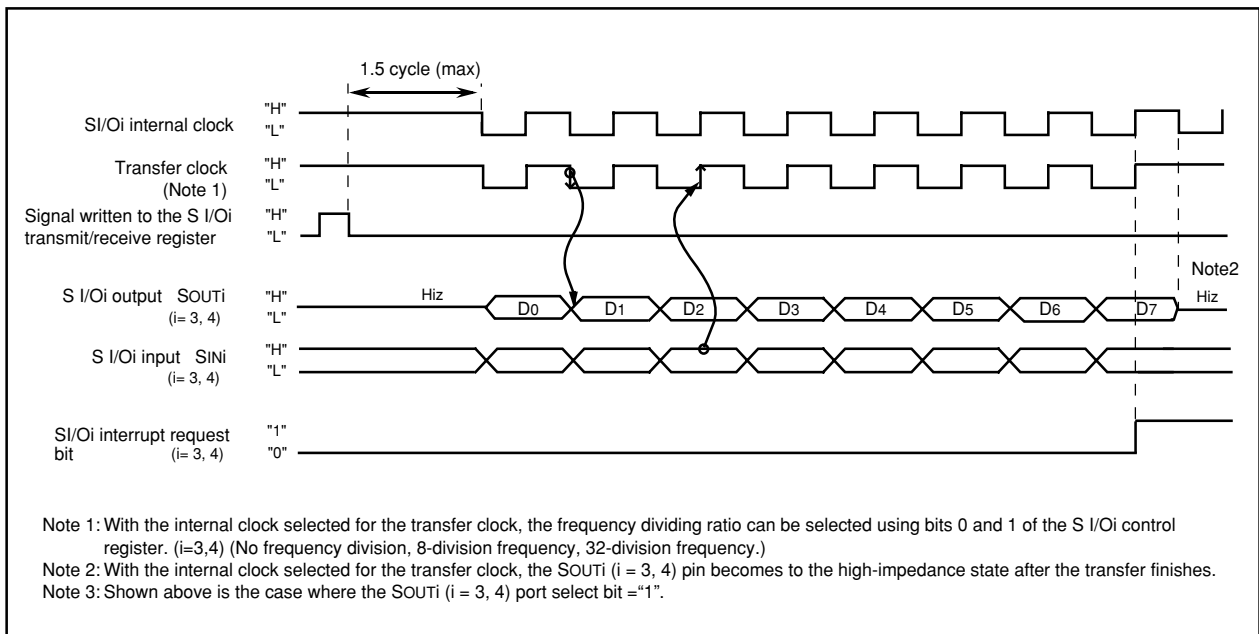 1.5 cycle (max)
SI/Oi internal clock "H" "L"
Transfer clock (Note 1) "H" "L"
Signal written to the S I/Oi transmit/receive register "H" "L"
S I/Oi output SOUTi (i= 3, 4) "H" "L" Hiz D0 D1 D2 D3 D4 D5 D6 D7 Note2 Hiz
S I/Oi input SINi (i= 3, 4) "H" "L"
SI/Oi interrupt request bit (i= 3, 4) "1" "0"
Note 1: With the internal clock selected for the transfer clock, the frequency dividing ratio can be selected using bits 0 and 1 of the S I/Oi control
register. (i=3,4) (No frequency division, 8-division frequency, 32-division frequency.)
Note 2: With the internal clock selected for the transfer clock, the SOUTi (i = 3, 4) pin becomes to the high-impedance state after the transfer finishes.
Note 3: Shown above is the case where the SOUTi (i = 3, 4) port select bit =“1”.